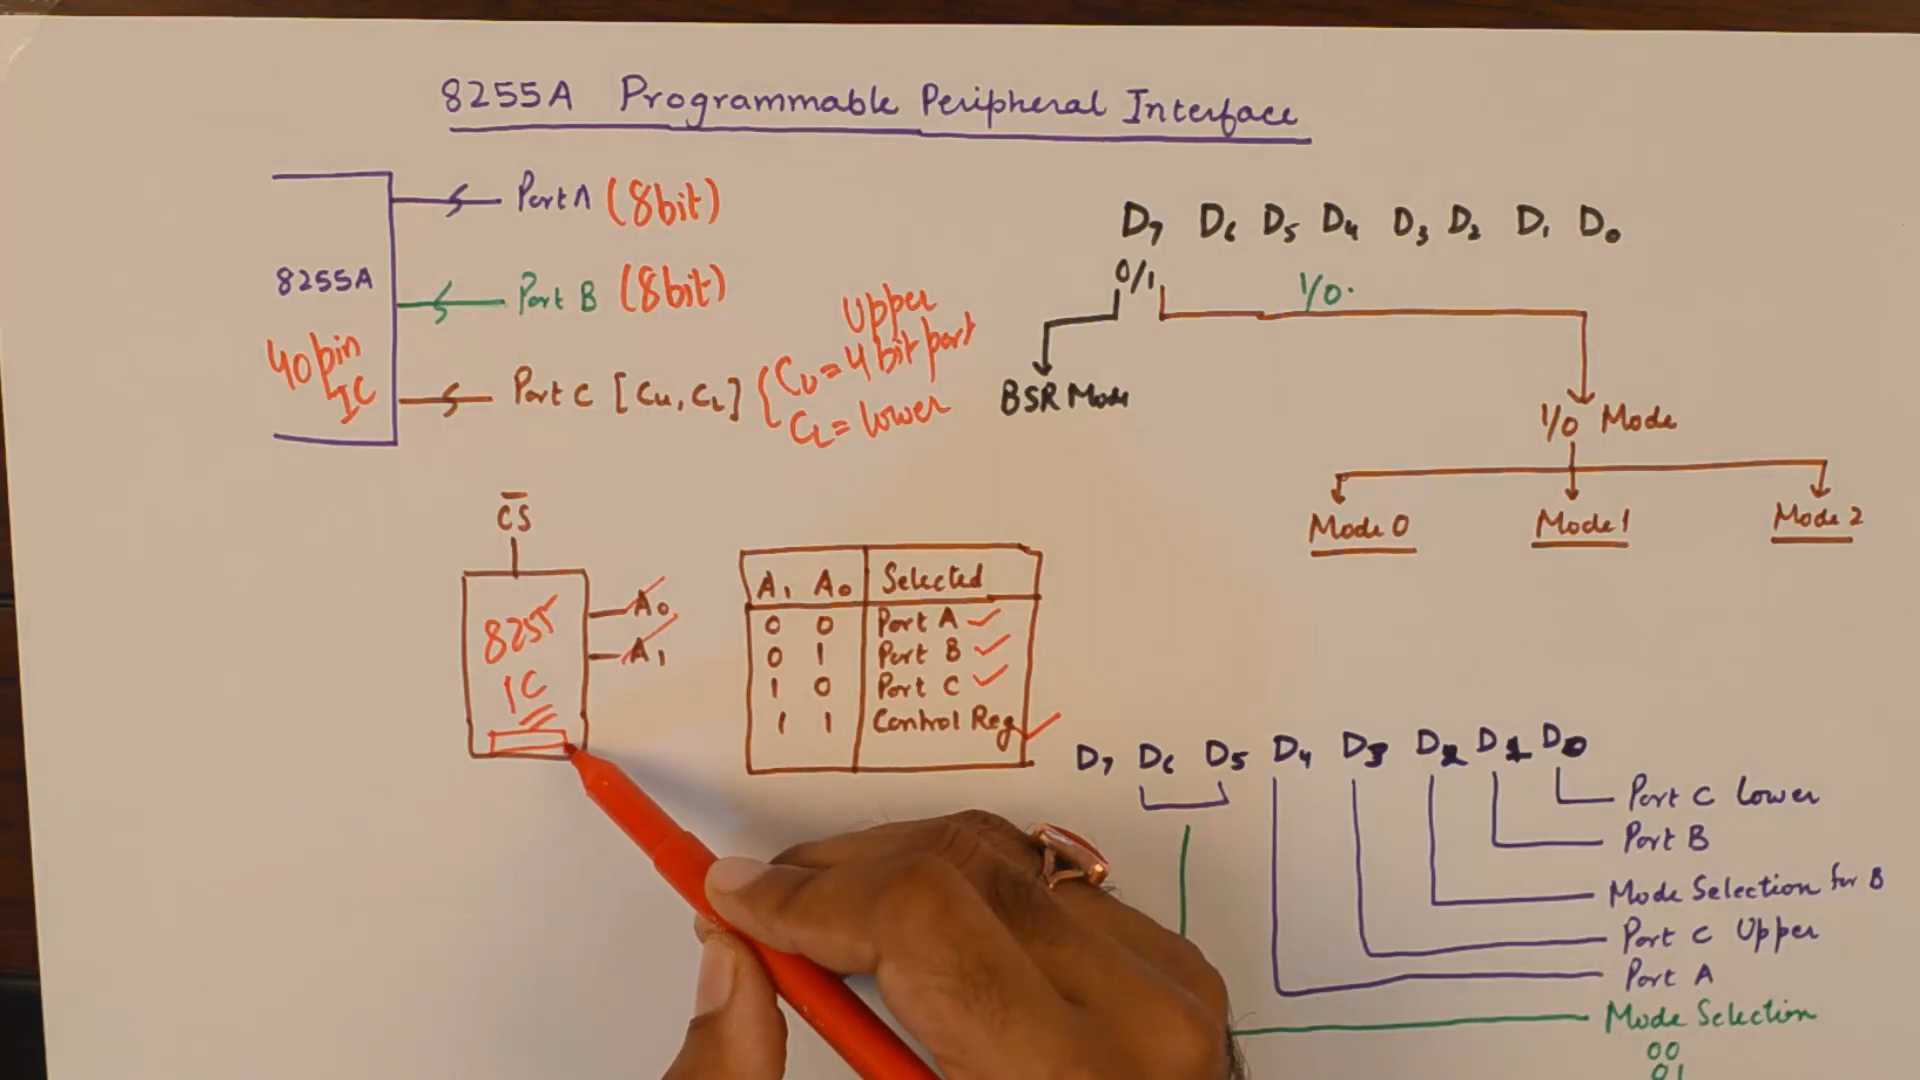 8255A Programmable Peripheral Interface
Port A (8bit)
8255A
Port B (8bit)
40 pin
IC
Port C [Cu, CL]
Upper
CU = 4 bit part
CL = lower
D7 D6 D5 D4 D3 D2 D1 D0
0/1
I/O.
BSR Mode
I/O Mode
Mode 0 Mode 1 Mode 2
CS
8255
IC
A0
A1
A1 A0 Selected
0 0 Port A
0 1 Port B
1 0 Port C
1 1 Control Reg
D7 D6 D5 D4 D3 D2 D1 D0
Port C Lower
Port B
Mode Selection for B
Port C Upper
Port A
Mode Selection
00
01